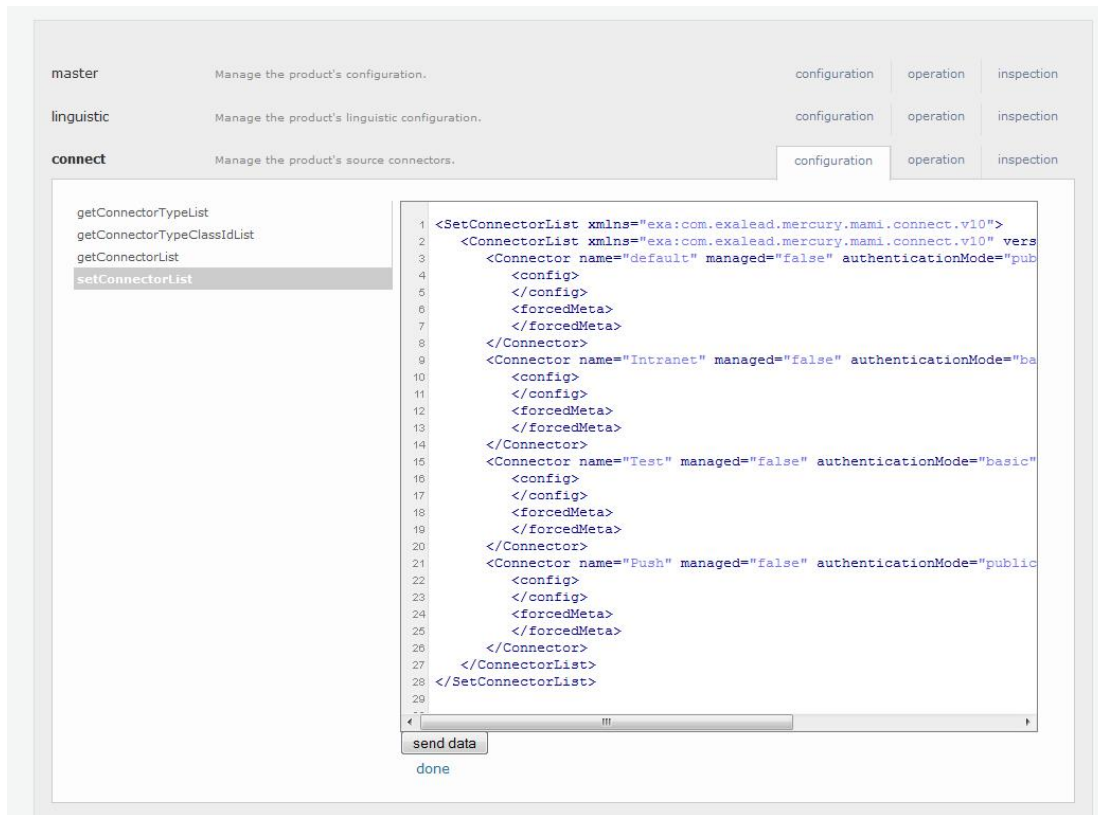 master Manage the product's configuration. configuration operation inspection
linguistic Manage the product's linguistic configuration. configuration operation inspection
connect Manage the product's source connectors. configuration operation inspection
getConnectorTypeList
getConnectorTypeClassIdList
getConnectorList
setConnectorList
1 <SetConnectorList xmlns="exa:com.exalead.mercury.mami.connect.v10">
2 <ConnectorList xmlns="exa:com.exalead.mercury.mami.connect.v10" vers
3 <Connector name="default" managed="false" authenticationMode="pub
4 <config>
5 </config>
6 <forcedMeta>
7 </forcedMeta>
8 </Connector>
9 <Connector name="Intranet" managed="false" authenticationMode="ba
10 <config>
11 </config>
12 <forcedMeta>
13 </forcedMeta>
14 </Connector>
15 <Connector name="Test" managed="false" authenticationMode="basic"
16 <config>
17 </config>
18 <forcedMeta>
19 </forcedMeta>
20 </Connector>
21 <Connector name="Push" managed="false" authenticationMode="public
22 <config>
23 </config>
24 <forcedMeta>
25 </forcedMeta>
26 </Connector>
27 </ConnectorList>
28 </SetConnectorList>
29
send data
done